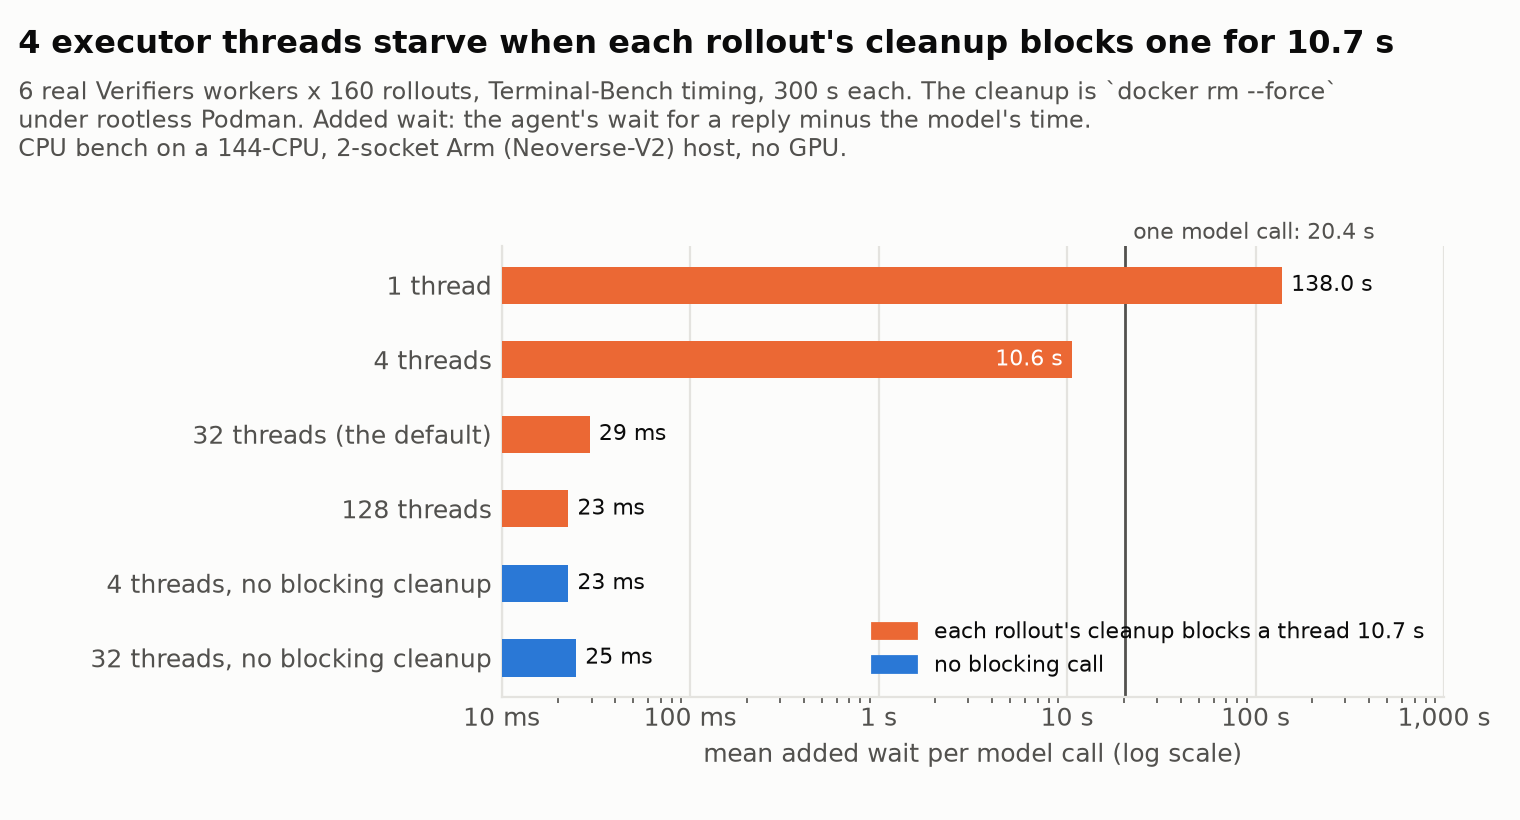 4 executor threads starve when each rollout's cleanup blocks one for 10.7 s
6 real Verifiers workers x 160 rollouts, Terminal-Bench timing, 300 s each. The cleanup is `docker rm --force`
under rootless Podman. Added wait: the agent's wait for a reply minus the model's time.
CPU bench on a 144-CPU, 2-socket Arm (Neoverse-V2) host, no GPU.
one model call: 20.4 s
1 thread
138.0 s
4 threads
10.6 s
32 threads (the default)
29 ms
128 threads
23 ms
4 threads, no blocking cleanup
23 ms
32 threads, no blocking cleanup
25 ms
each rollout's cleanup blocks a thread 10.7 s
no blocking call
10 ms
100 ms
1 s
10 s
100 s
1,000 s
mean added wait per model call (log scale)